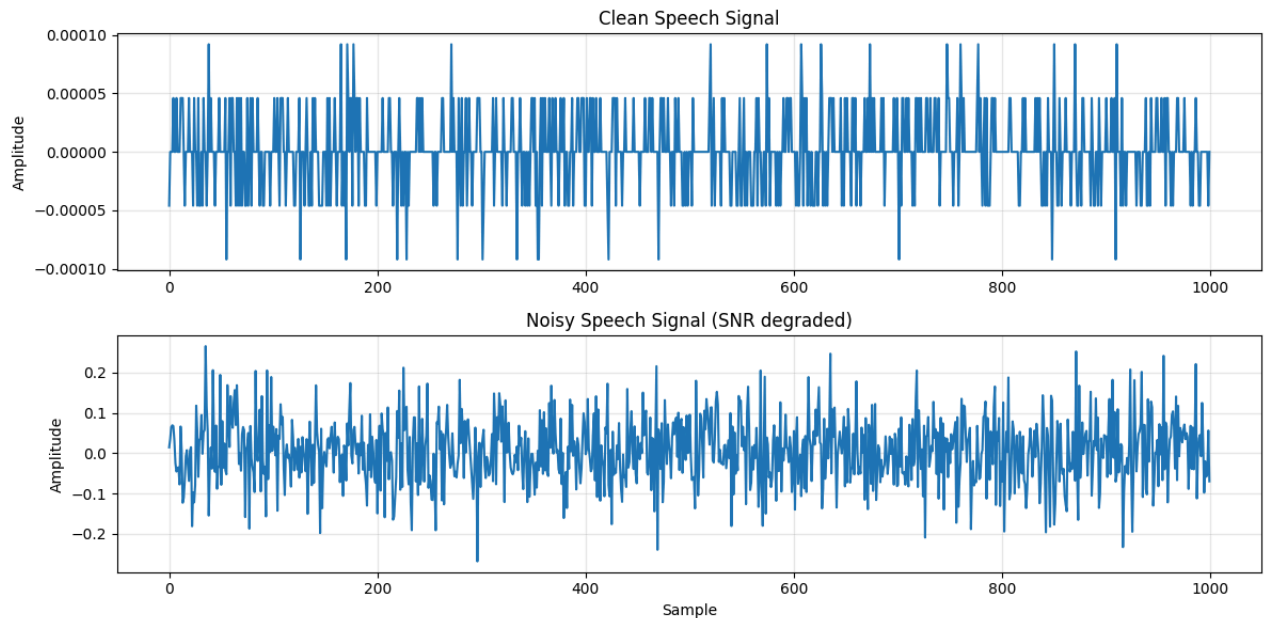 Clean Speech Signal
0.00010
0.00005
0.00000
−0.00005
−0.00010
Amplitude
0 200 400 600 800 1000
Noisy Speech Signal (SNR degraded)
0.2
0.1
0.0
−0.1
−0.2
Amplitude
0 200 400 600 800 1000
Sample